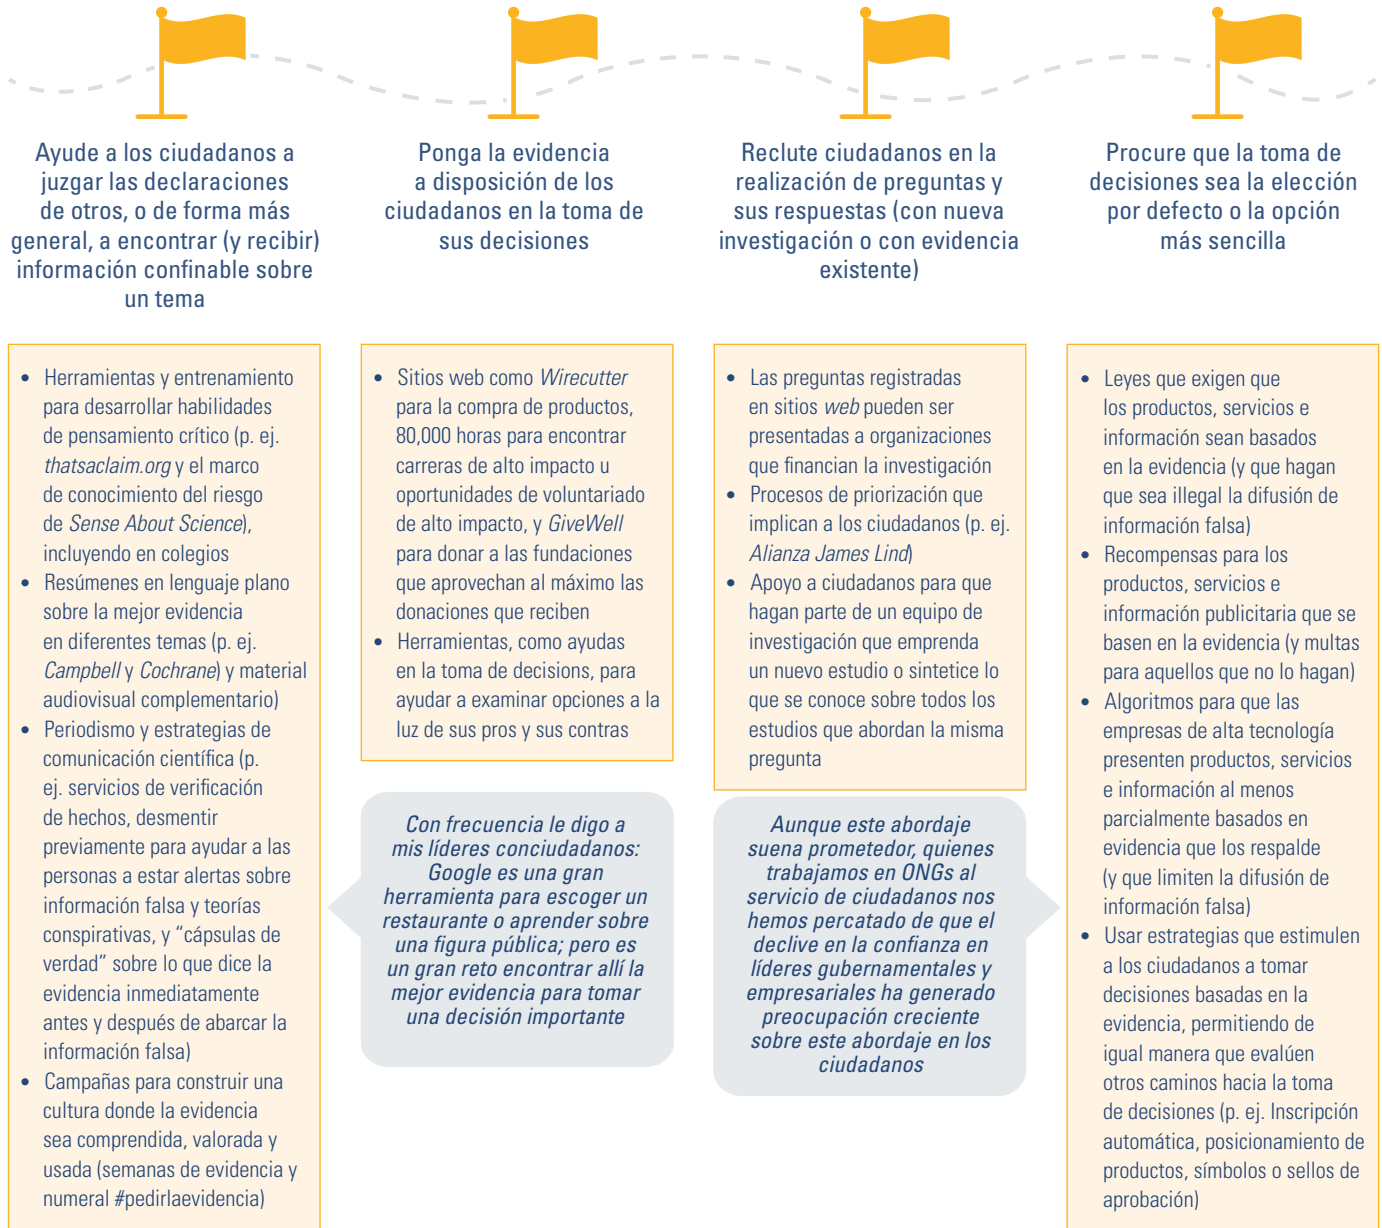 Ayude a los ciudadanos a
juzgar las declaraciones
de otros, o de forma más
general, a encontrar (y recibir)
información confinable sobre
un tema
Ponga la evidencia
a disposición de los
ciudadanos en la toma de
sus decisiones
Reclute ciudadanos en la
realización de preguntas y
sus respuestas (con nueva
investigación o con evidencia
existente)
Procure que la toma de
decisiones sea la elección
por defecto o la opción
más sencilla
• Herramientas y entrenamiento
para desarrollar habilidades
de pensamiento crítico (p. ej.
thatsaclaim.org y el marco
de conocimiento del riesgo
de Sense About Science),
incluyendo en colegios
• Resúmenes en lenguaje plano
sobre la mejor evidencia
en diferentes temas (p. ej.
Campbell y Cochrane) y material
audiovisual complementario)
• Periodismo y estrategias de
comunicación científica (p.
ej. servicios de verificación
de hechos, desmentir
previamente para ayudar a las
personas a estar alertas sobre
información falsa y teorías
conspirativas, y “cápsulas de
verdad” sobre lo que dice la
evidencia inmediatamente
antes y después de abarcar la
información falsa)
• Campañas para construir una
cultura donde la evidencia
sea comprendida, valorada y
usada (semanas de evidencia y
numeral #pedirlaevidencia)
• Sitios web como Wirecutter
para la compra de productos,
80,000 horas para encontrar
carreras de alto impacto u
oportunidades de voluntariado
de alto impacto, y GiveWell
para donar a las fundaciones
que aprovechan al máximo las
donaciones que reciben
• Herramientas, como ayudas
en la toma de decisions, para
ayudar a examinar opciones a la
luz de sus pros y sus contras
Con frecuencia le digo a
mis líderes conciudadanos:
Google es una gran
herramienta para escoger un
restaurante o aprender sobre
una figura pública; pero es
un gran reto encontrar allí la
mejor evidencia para tomar
una decisión importante
• Las preguntas registradas
en sitios web pueden ser
presentadas a organizaciones
que financian la investigación
• Procesos de priorización que
implican a los ciudadanos (p. ej.
Alianza James Lind)
• Apoyo a ciudadanos para que
hagan parte de un equipo de
investigación que emprenda
un nuevo estudio o sintetice lo
que se conoce sobre todos los
estudios que abordan la misma
pregunta
Aunque este abordaje
suena prometedor, quienes
trabajamos en ONGs al
servicio de ciudadanos nos
hemos percatado de que el
declive en la confianza en
líderes gubernamentales y
empresariales ha generado
preocupación creciente
sobre este abordaje en los
ciudadanos
• Leyes que exigen que
los productos, servicios e
información sean basados
en la evidencia (y que hagan
que sea illegal la difusión de
información falsa)
• Recompensas para los
productos, servicios e
información publicitaria que se
basen en la evidencia (y multas
para aquellos que no lo hagan)
• Algoritmos para que las
empresas de alta tecnología
presenten productos, servicios
e información al menos
parcialmente basados en
evidencia que los respalde
(y que limiten la difusión de
información falsa)
• Usar estrategias que estimulen
a los ciudadanos a tomar
decisiones basadas en la
evidencia, permitiendo de
igual manera que evalúen
otros caminos hacia la toma
de decisiones (p. ej. Inscripción
automática, posicionamiento de
productos, símbolos o sellos de
aprobación)